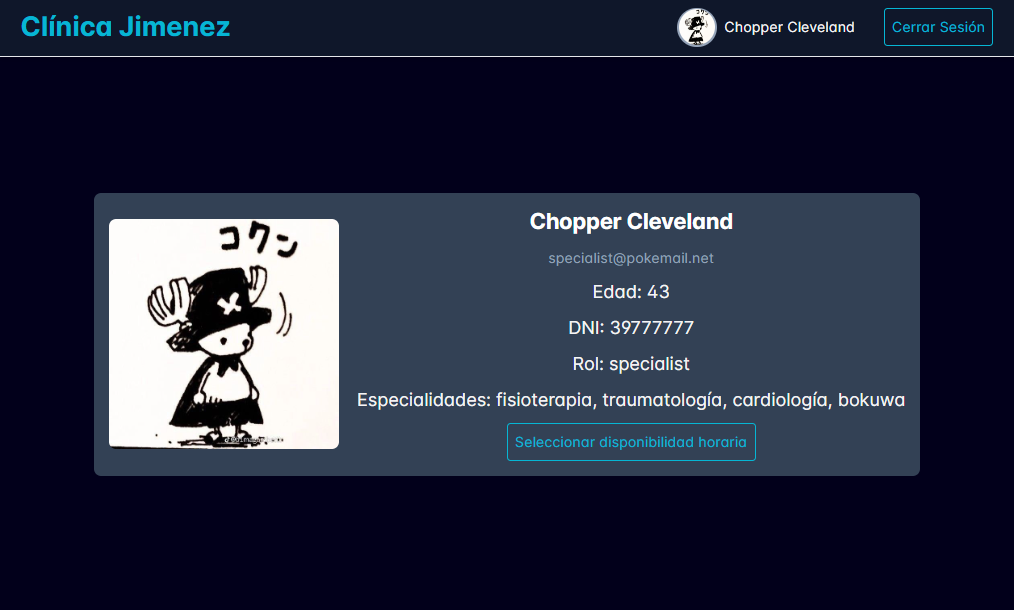 Clínica Jimenez
Chopper Cleveland
Cerrar Sesión
コクン
Chopper Cleveland
specialist@pokemail.net
Edad: 43
DNI: 39777777
Rol: specialist
Especialidades: fisioterapia, traumatología, cardiología, bokuwa
Seleccionar disponibilidad horaria